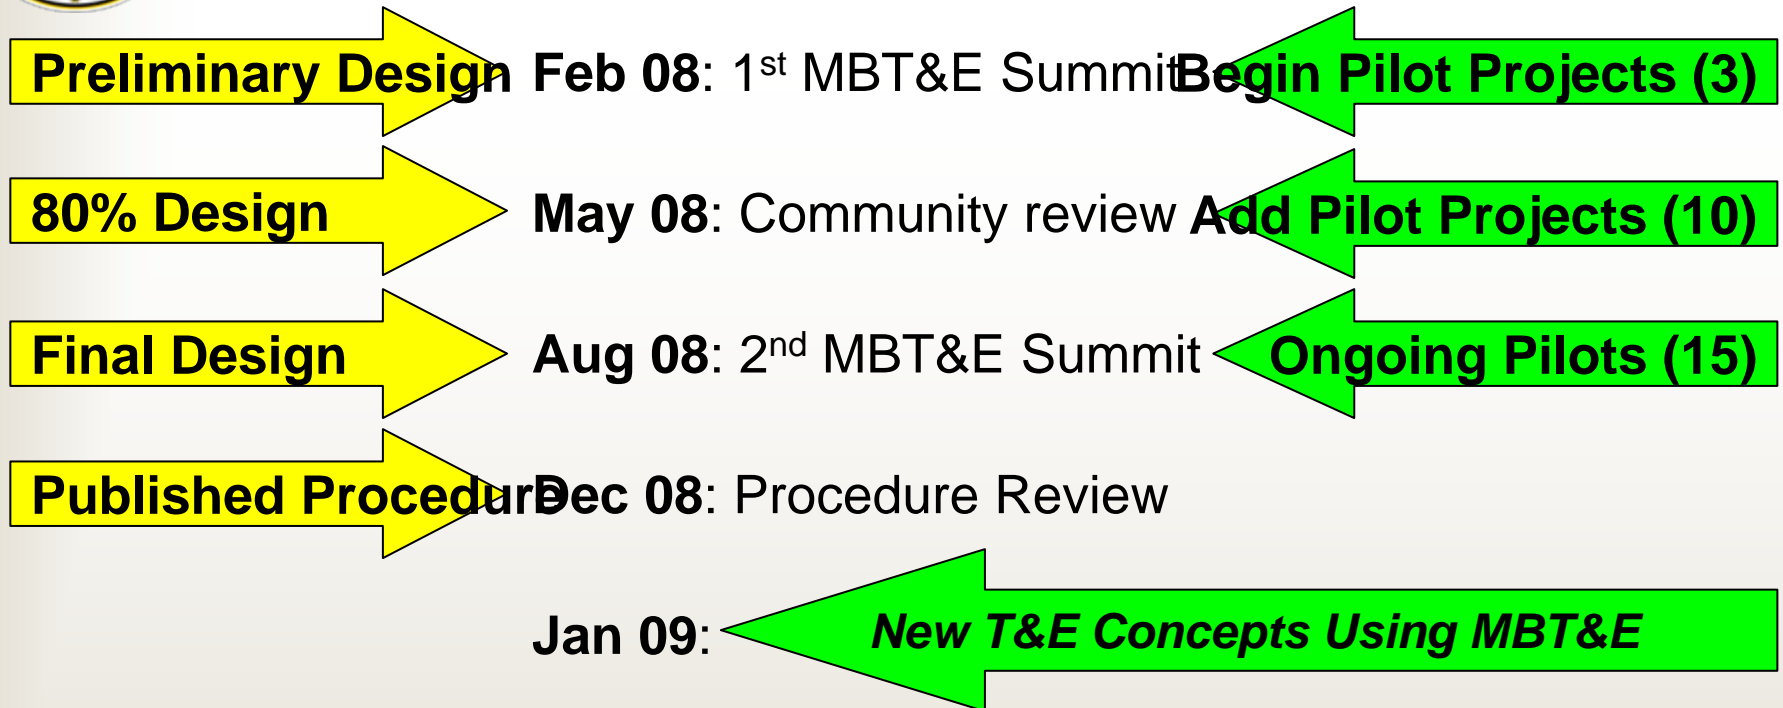 Preliminary Design Feb 08: 1st MBT&E Summit Begin Pilot Projects (3)
80% Design May 08: Community review Add Pilot Projects (10)
Final Design Aug 08: 2nd MBT&E Summit Ongoing Pilots (15)
Published Procedure Dec 08: Procedure Review
Jan 09: New T&E Concepts Using MBT&E